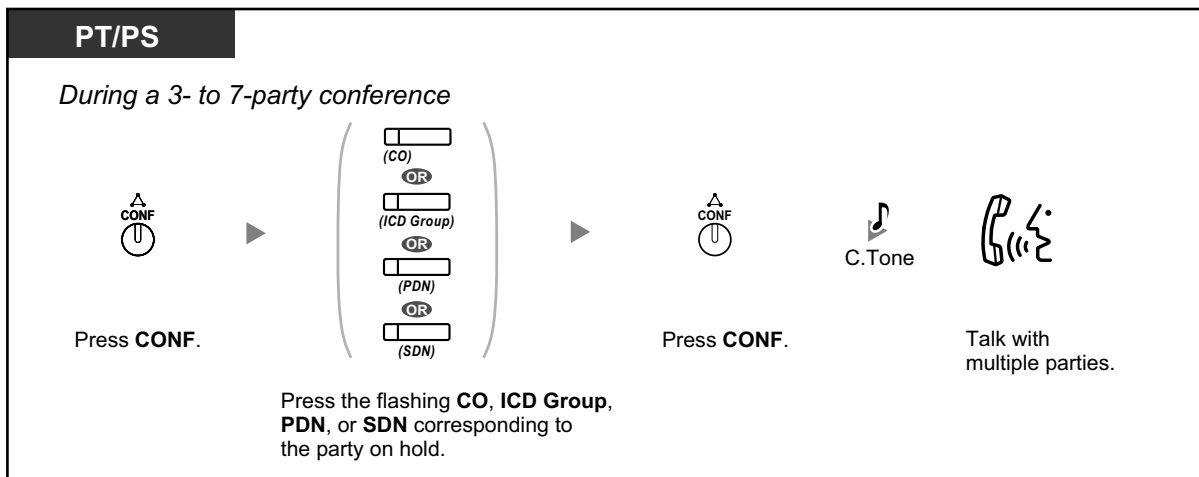 PT/PS
During a 3- to 7-party conference
CONF
Press CONF.
(CO)
OR
(ICD Group)
OR
(PDN)
OR
(SDN)
Press the flashing CO, ICD Group,
PDN, or SDN corresponding to
the party on hold.
CONF
Press CONF.
C.Tone
Talk with
multiple parties.